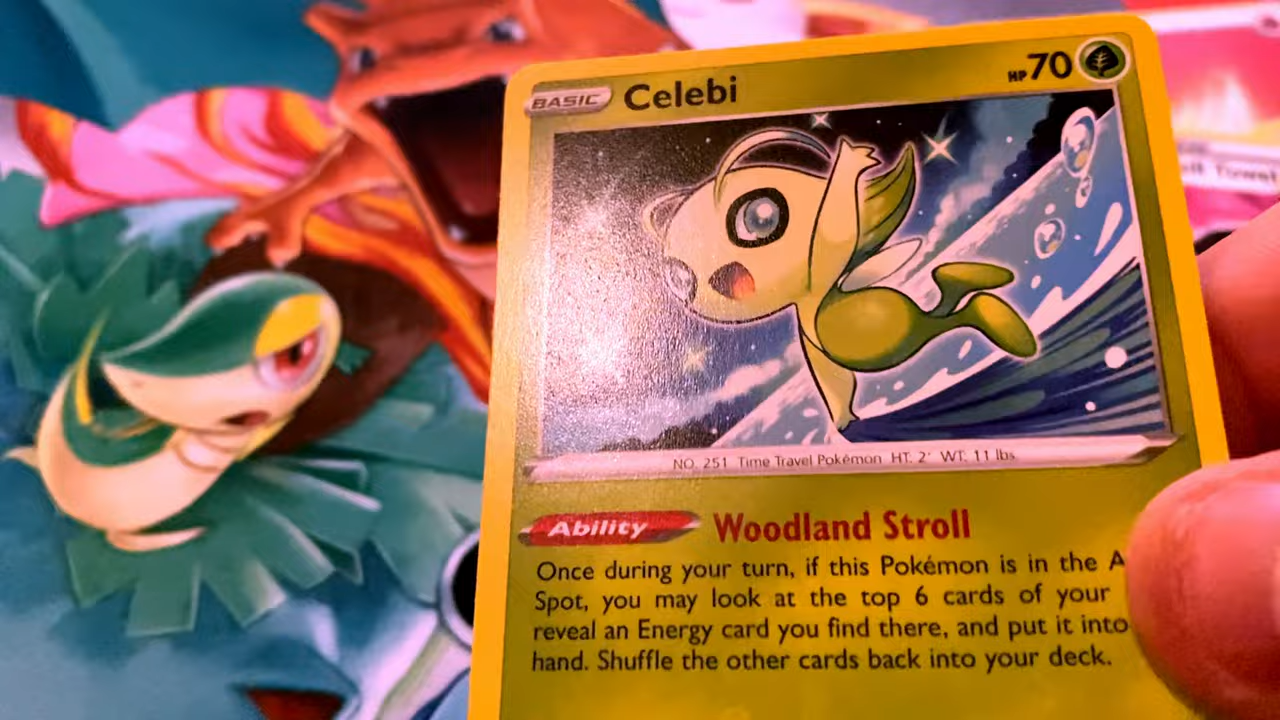 BASIC Celebi HP 70
NO. 251 Time Travel Pokémon HT. 2' WT. 11 lbs.
Ability Woodland Stroll
Once during your turn, if this Pokémon is in the A
Spot, you may look at the top 6 cards of your
reveal an Energy card you find there, and put it into
hand. Shuffle the other cards back into your deck.